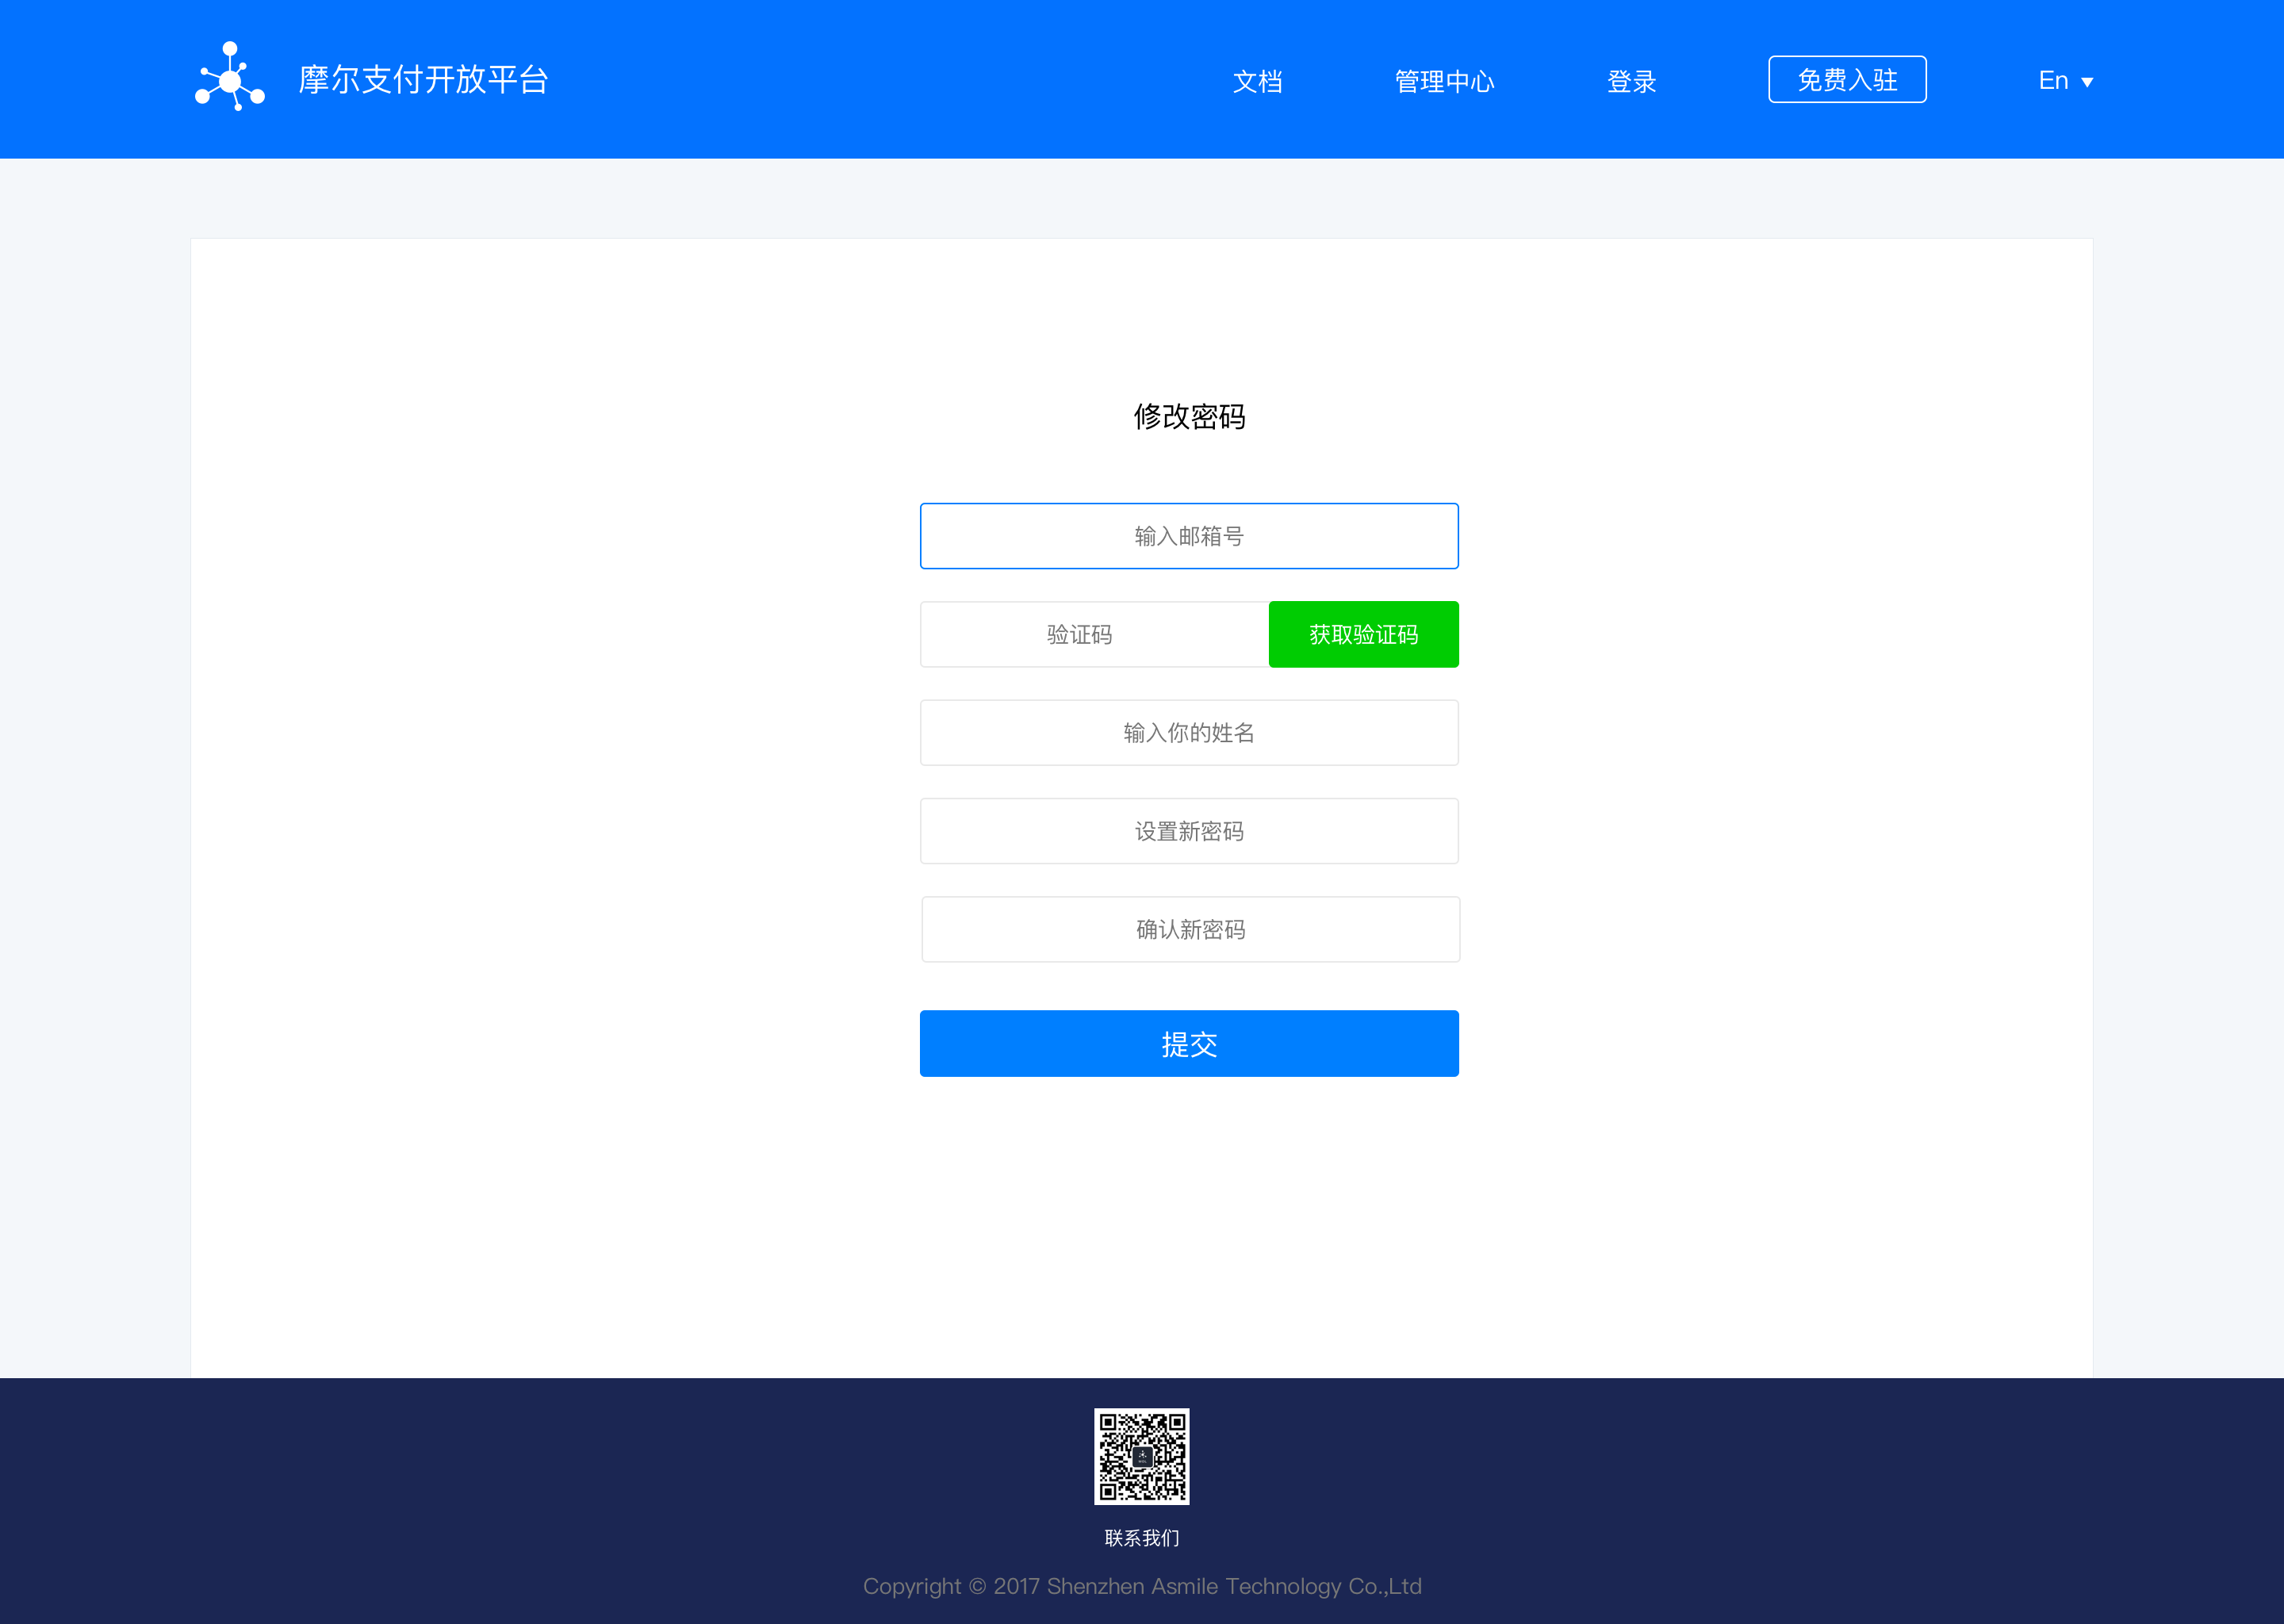 摩尔支付开放平台
文档
管理中心
登录
免费入驻
En
修改密码
输入邮箱号
验证码
获取验证码
输入你的姓名
设置新密码
确认新密码
提交
联系我们
Copyright © 2017 Shenzhen Asmile Technology Co.,Ltd